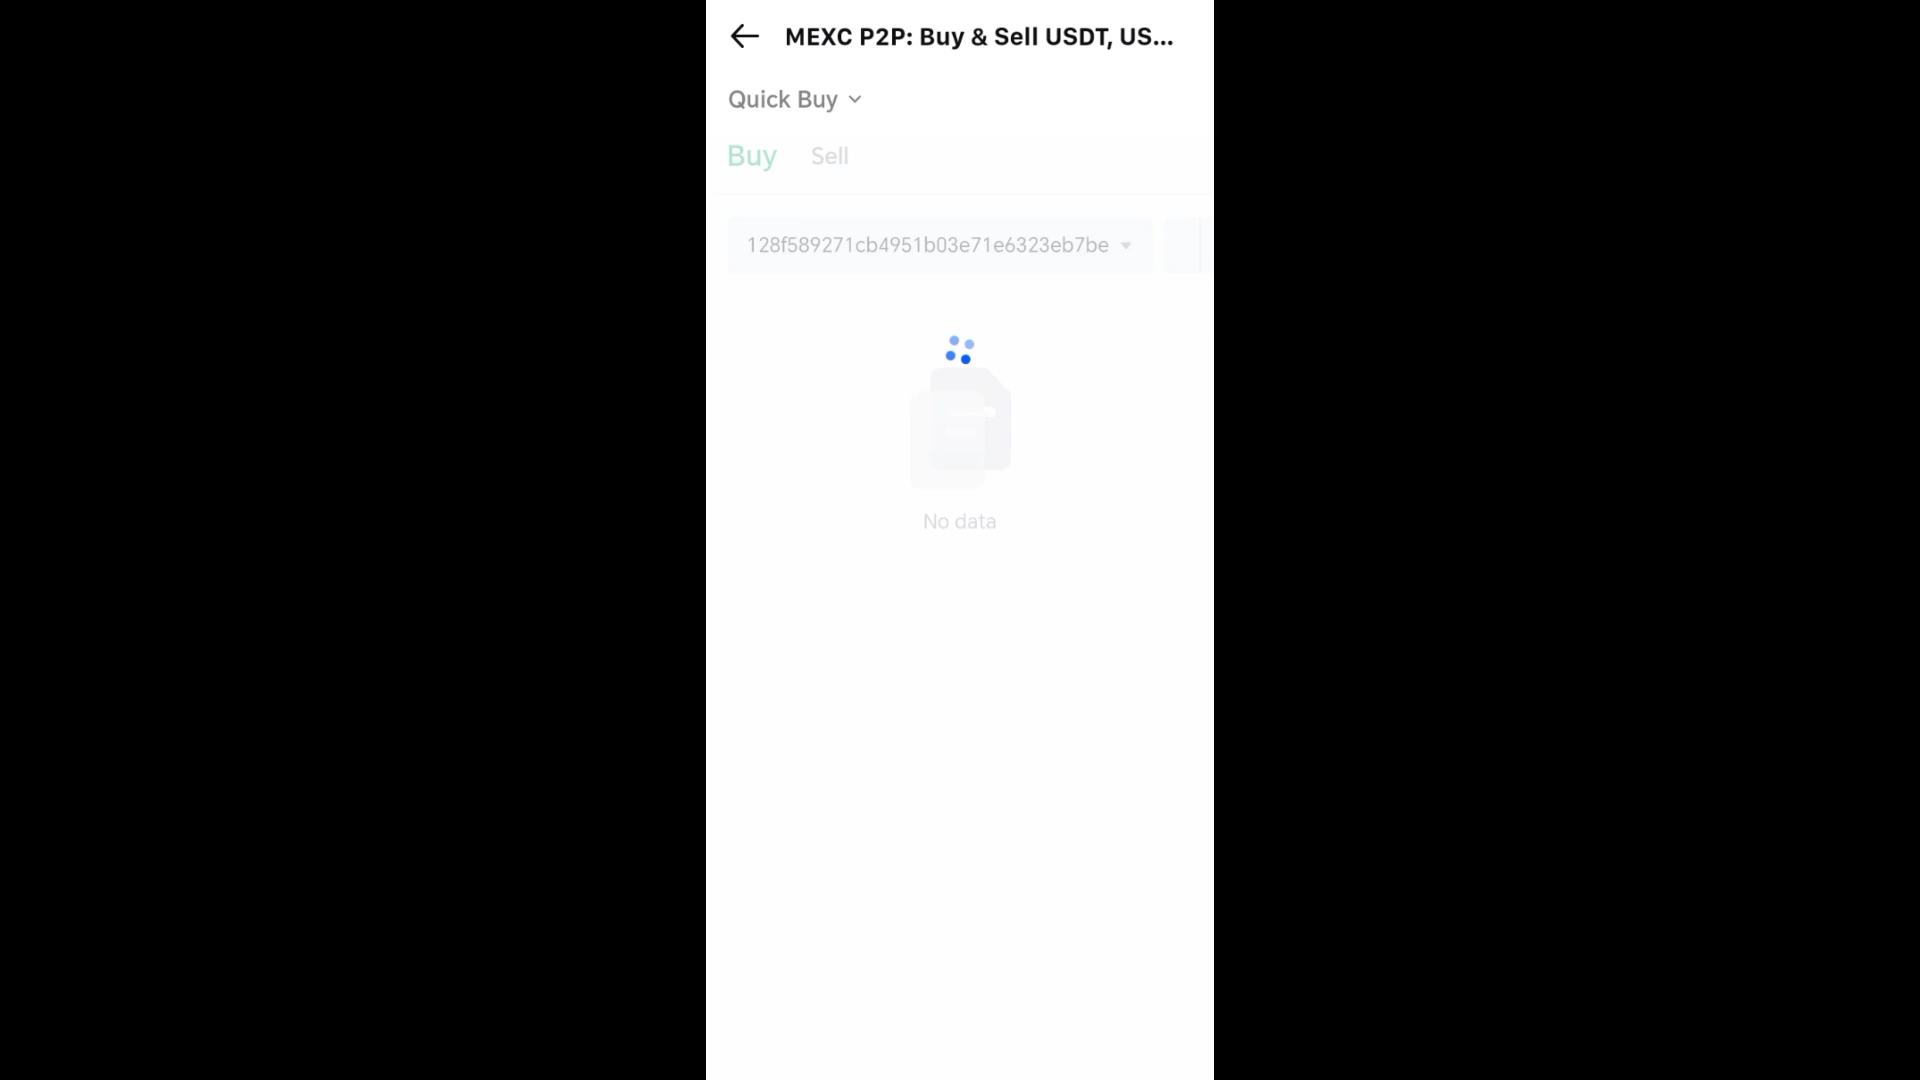 MEXC P2P: Buy & Sell USDT, US...
Quick Buy
Buy Sell
128f589271cb4951b03e71e6323eb7be
No data